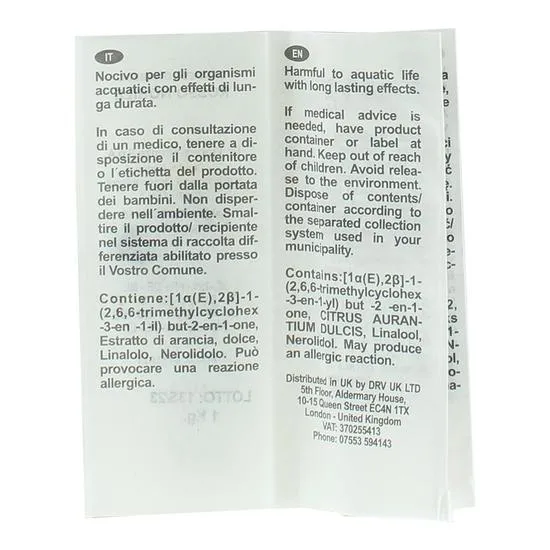 IT
Nocivo per gli organismi
acquatici con effetti di lun-
ga durata.
In caso di consultazione
di un medico, tenere a di-
sposizione il contenitore
o l´etichetta del prodotto.
Tenere fuori dalla portata
dei bambini. Non disper-
dere nell´ambiente. Smal-
tire il prodotto/ recipiente
nel sistema di raccolta dif-
ferenziata abilitato presso
il Vostro Comune.
Contiene:[1α(E),2β]-1-
(2,6,6-trimethylcyclohex
-3-en -1-il) but-2-en-1-one,
Estratto di arancia, dolce,
Linalolo, Nerolidolo. Può
provocare una reazione
allergica.
EN
Harmful to aquatic life
with long lasting effects.
If medical advice is
needed, have product
container or label at
hand. Keep out of reach
of children. Avoid relea-
se to the environment.
Dispose of contents/
container according to
the separated collection
system used in your
municipality.
Contains:[1α(E),2β]-1-
(2,6,6-trimethylcyclohex
-3-en-1-yl) but -2 -en-1-
one, CITRUS AURAN-
TIUM DULCIS, Linalool,
Nerolidol. May produce
an allergic reaction.
Distributed in UK by DRV UK LTD
5th Floor, Aldermary House,
10-15 Queen Street EC4N 1TX
London - United Kingdom
VAT: 370255413
Phone: 07553 594143
LOTTO: 13S23
1 Kg.